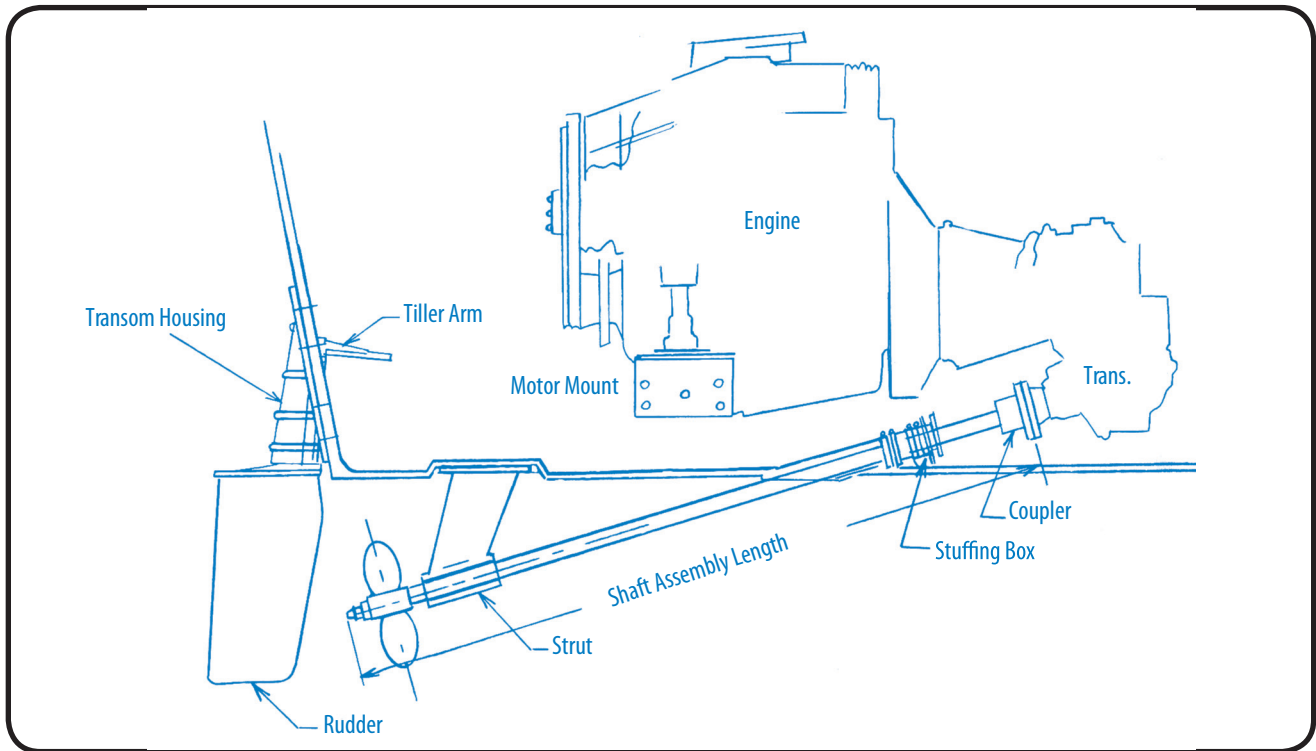 Engine
Transom Housing
Tiller Arm
Motor Mount
Trans.
Coupler
Stuffing Box
Shaft Assembly Length
Strut
Rudder